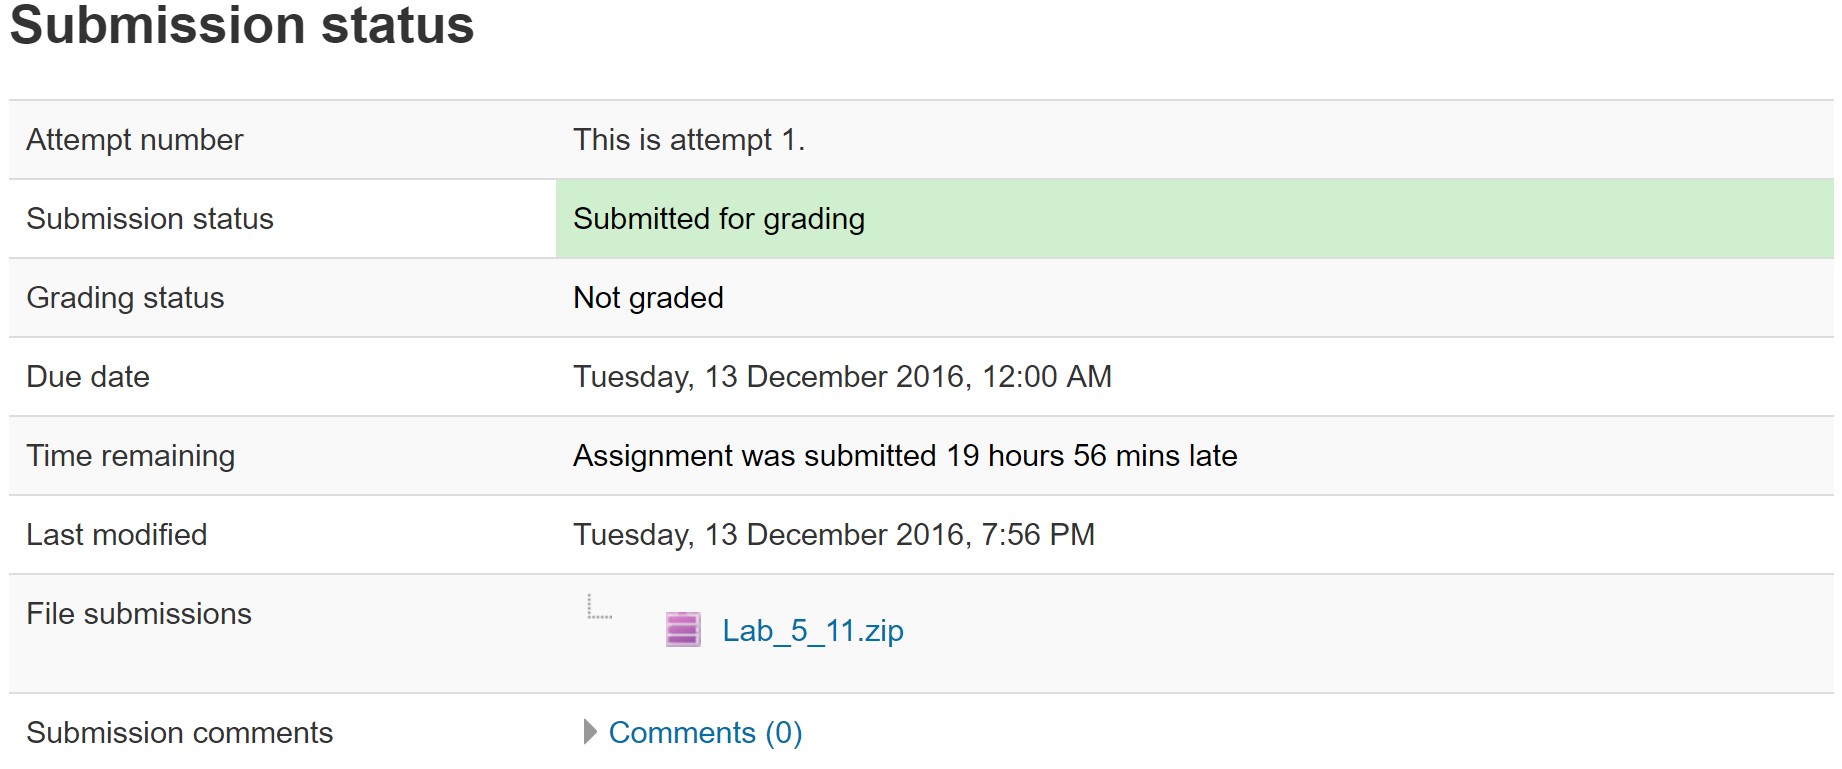 Submission status
Attempt number This is attempt 1.
Submission status Submitted for grading
Grading status Not graded
Due date Tuesday, 13 December 2016, 12:00 AM
Time remaining Assignment was submitted 19 hours 56 mins late
Last modified Tuesday, 13 December 2016, 7:56 PM
File submissions Lab_5_11.zip
Submission comments Comments (0)